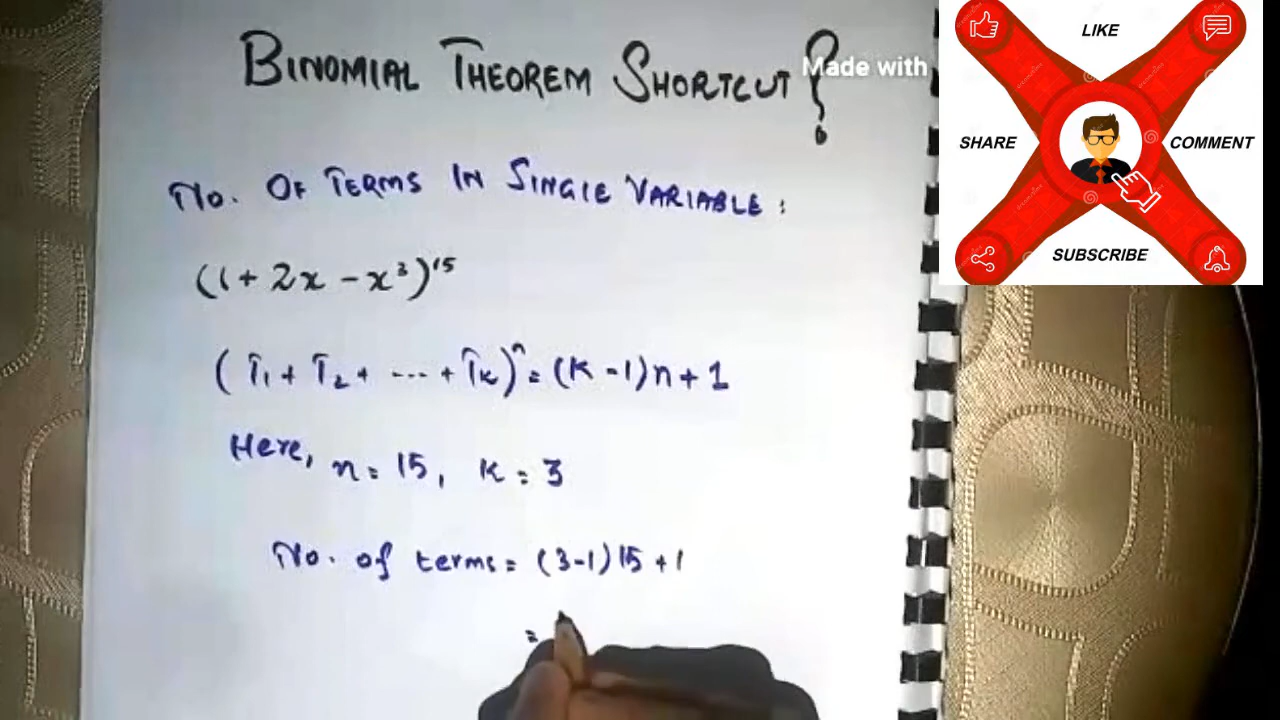 BINOMIAL THEOREM SHORTCUT?
Made with
LIKE
SHARE
COMMENT
SUBSCRIBE
No. OF TERMS IN SINGLE VARIABLE:
(1 + 2x - x³)¹⁵
(T₁ + T₂ + ... + Tₖ)ⁿ = (K - 1)n + 1
Here, n = 15, K = 3
No. of terms = (3-1)15 + 1
=